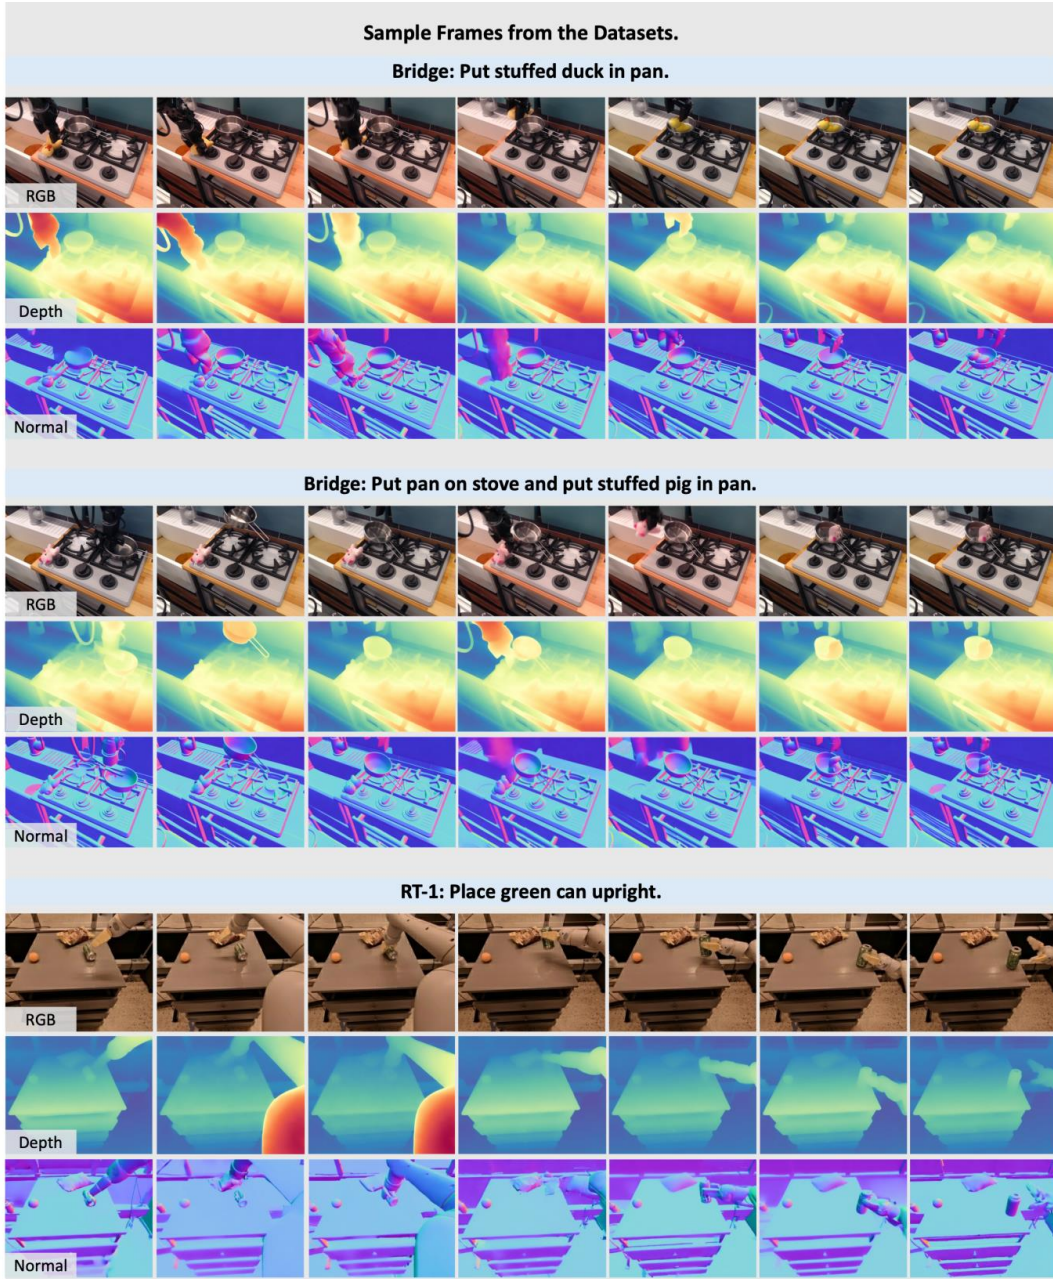 Sample Frames from the Datasets.
Bridge: Put stuffed duck in pan.
RGB
Depth
Normal
Bridge: Put pan on stove and put stuffed pig in pan.
RGB
Depth
Normal
RT-1: Place green can upright.
RGB
Depth
Normal